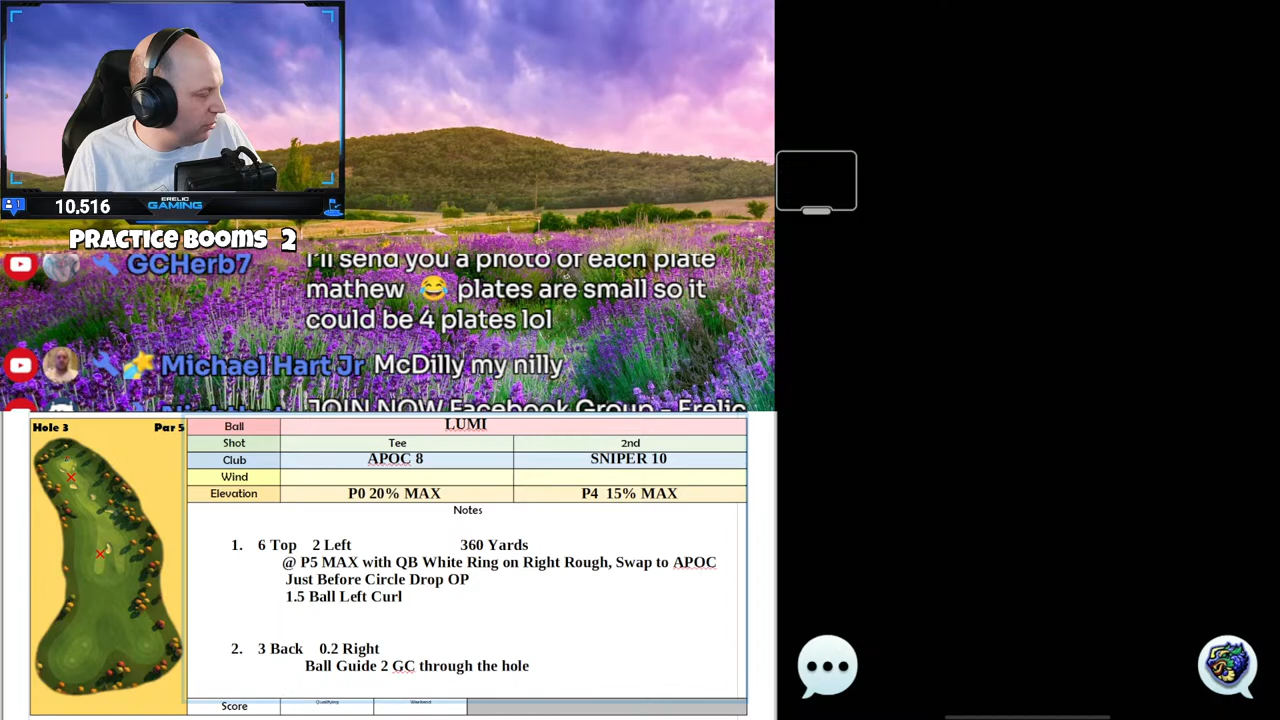 10,516
ERELIC
GAMING
PRACTICE BOOMS 2
GCHerb7
I'll send you a photo of each plate
mathew 😂 plates are small so it
could be 4 plates lol
Michael Hart Jr McDilly my nilly
JOIN NOW Facebook Group - Erelic
Hole 3 Par 5
Ball LUMI
Shot Tee 2nd
Club APOC 8 SNIPER 10
Wind
Elevation P0 20% MAX P4 15% MAX
Notes
1. 6 Top 2 Left 360 Yards
@ P5 MAX with QB White Ring on Right Rough, Swap to APOC
Just Before Circle Drop OP
1.5 Ball Left Curl
2. 3 Back 0.2 Right
Ball Guide 2 GC through the hole
Score Qualifying Weekend